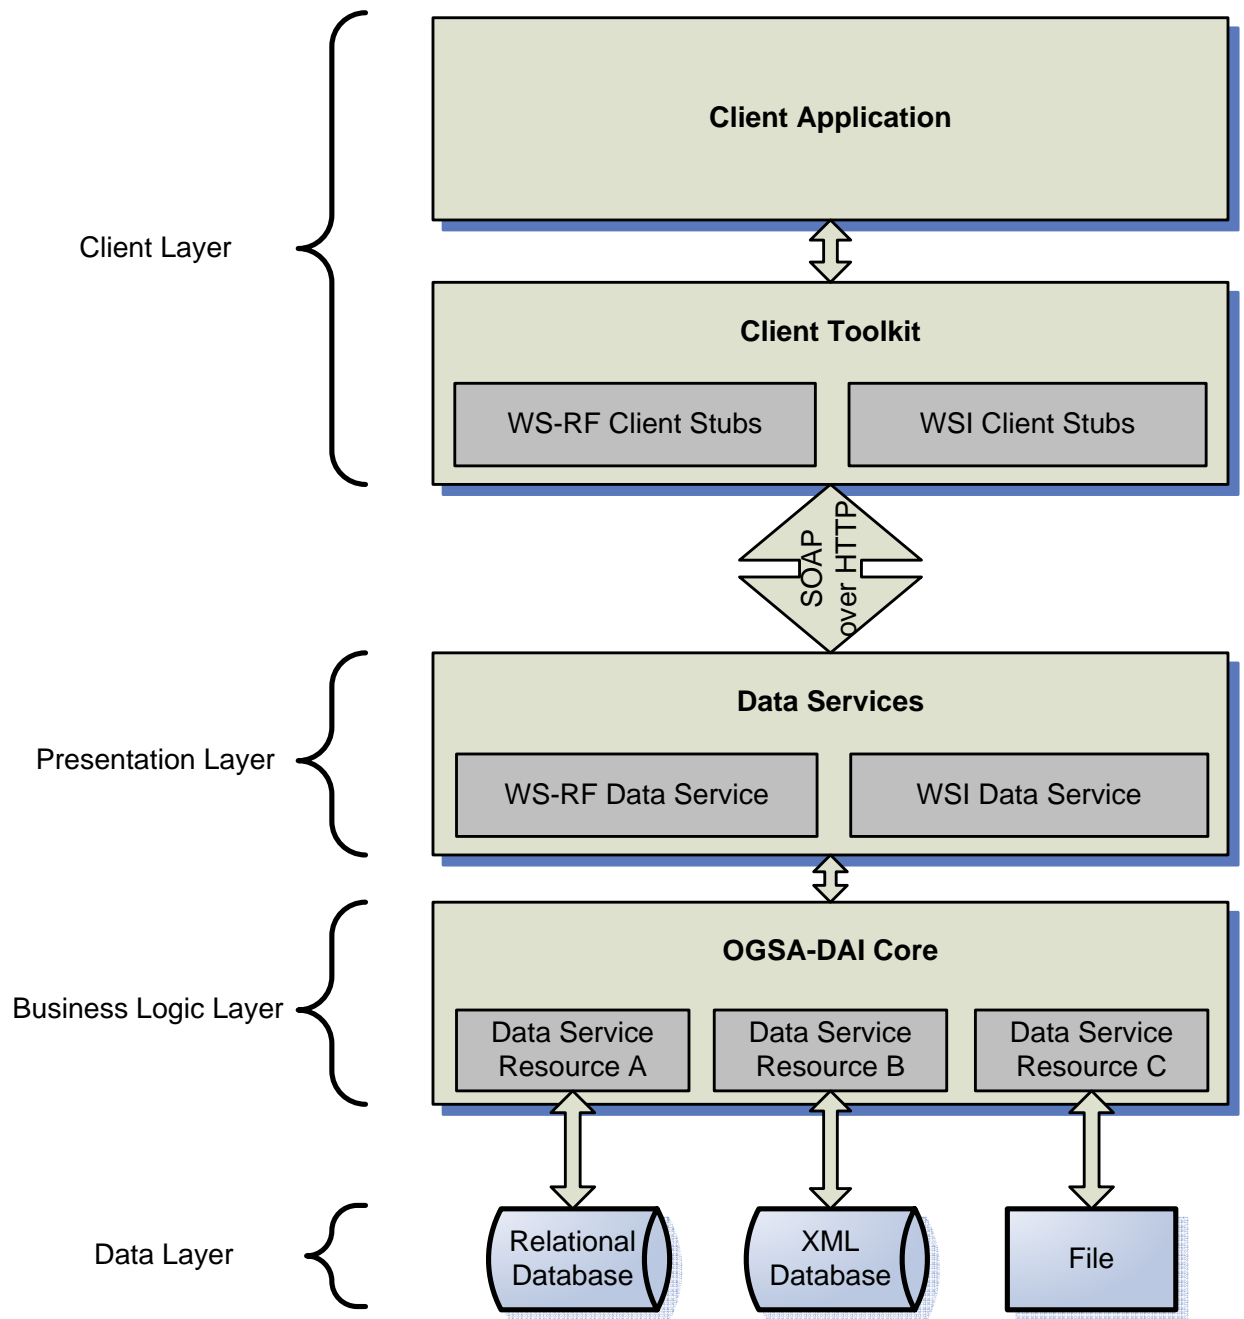 Client Application
Client Layer
Client Toolkit
WS-RF Client Stubs
WSI Client Stubs
SOAP
over HTTP
Data Services
Presentation Layer
WS-RF Data Service
WSI Data Service
OGSA-DAI Core
Business Logic Layer
Data Service
Resource A
Data Service
Resource B
Data Service
Resource C
Data Layer
Relational
Database
XML
Database
File